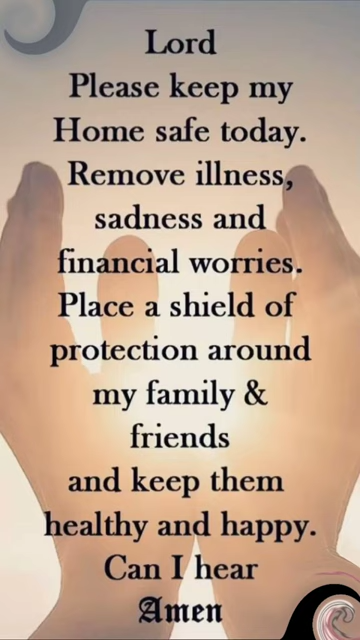 Lord
Please keep my
Home safe today.
Remove illness,
sadness and
financial worries.
Place a shield of
protection around
my family &
friends
and keep them
healthy and happy.
Can I hear
Amen